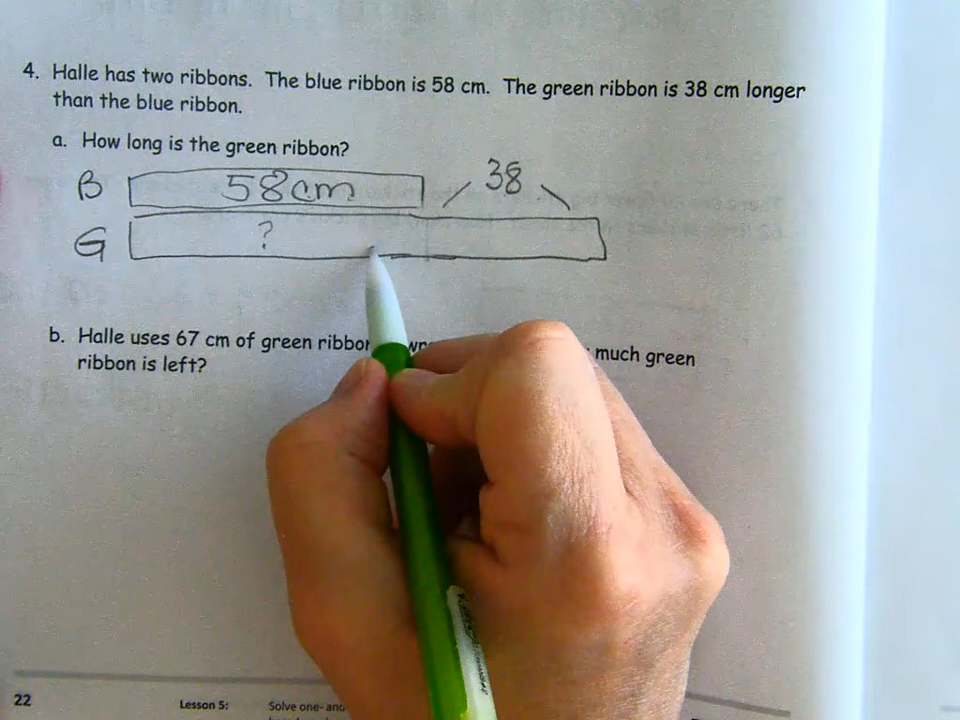 4. Halle has two ribbons. The blue ribbon is 58 cm. The green ribbon is 38 cm longer
than the blue ribbon.
a. How long is the green ribbon?
B 58cm 38
G ?
b. Halle uses 67 cm of green ribbon much green
ribbon is left?
22 Lesson 5: Solve one- and